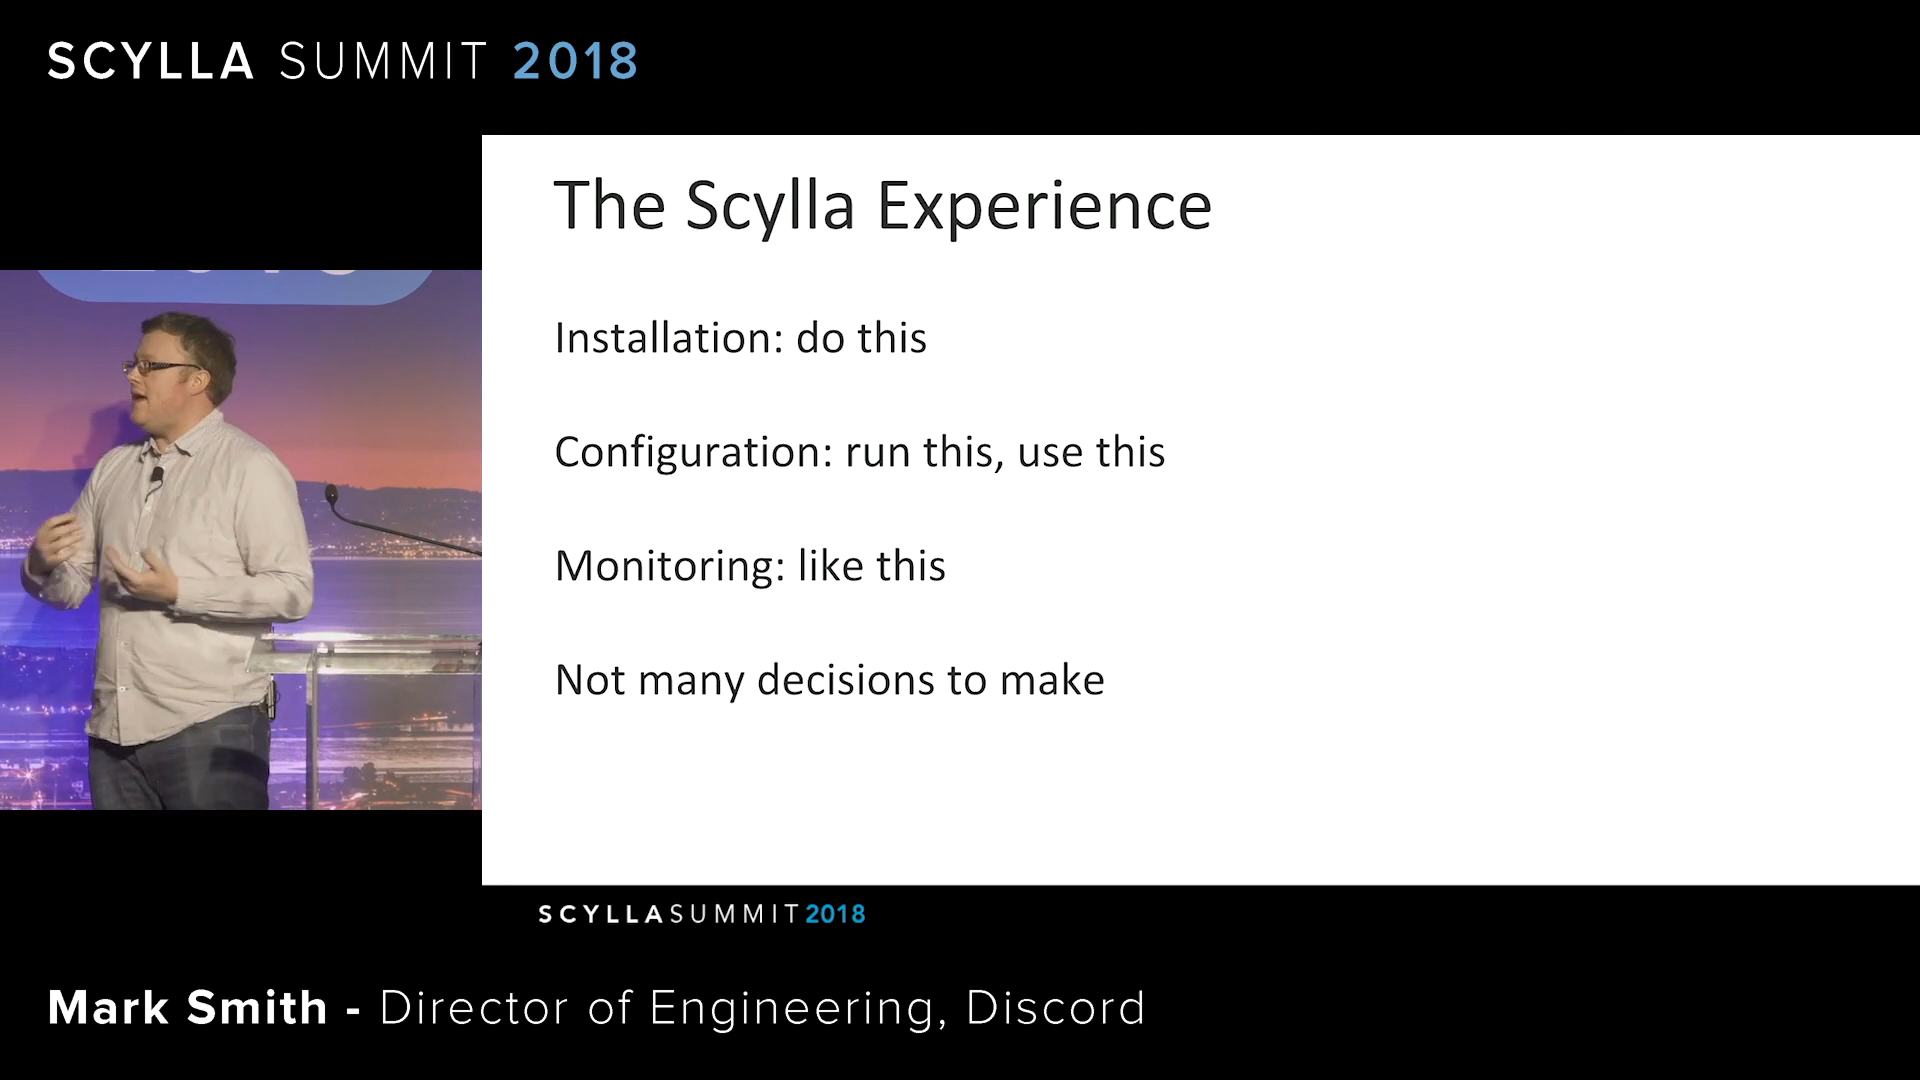 SCYLLA SUMMIT 2018
The Scylla Experience
Installation: do this
Configuration: run this, use this
Monitoring: like this
Not many decisions to make
SCYLLASUMMIT2018
Mark Smith - Director of Engineering, Discord